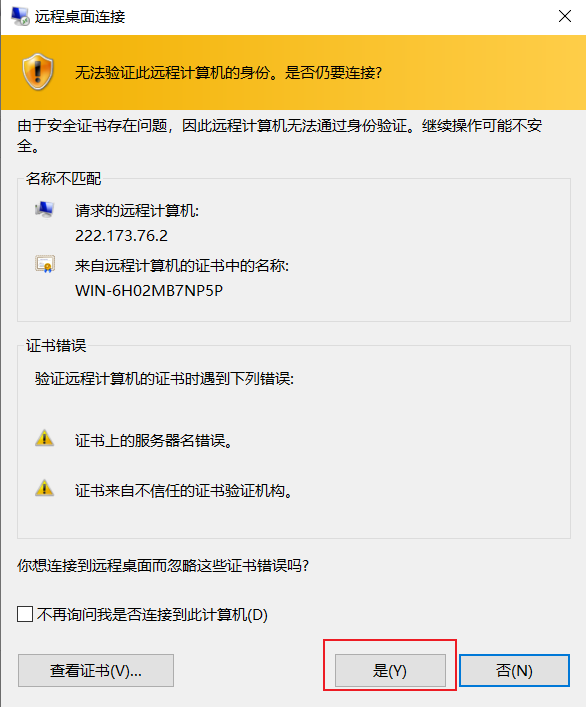 远程桌面连接
无法验证此远程计算机的身份。是否仍要连接?
由于安全证书存在问题，因此远程计算机无法通过身份验证。继续操作可能不安
全。
名称不匹配
请求的远程计算机:
222.173.76.2
来自远程计算机的证书中的名称:
WIN-6H02MB7NP5P
证书错误
验证远程计算机的证书时遇到下列错误:
证书上的服务器名错误。
证书来自不信任的证书验证机构。
你想连接到远程桌面而忽略这些证书错误吗?
不再询问我是否连接到此计算机(D)
查看证书(V)...
是(Y)
否(N)